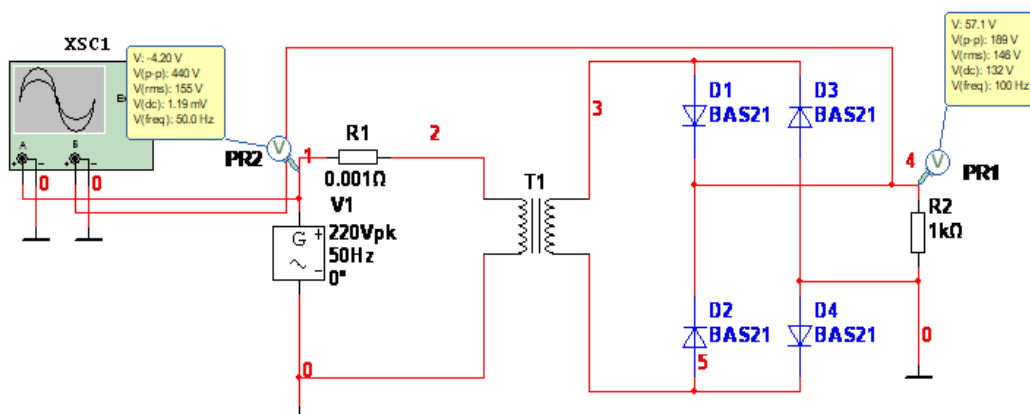 XSC1
E
A
B
+
−
+
−
0
0
V: -4.20 V
V(p-p): 440 V
V(rms): 155 V
V(dc): 1.19 mV
V(freq): 50.0 Hz
V
PR2
1
R1
0.001Ω
2
V1
220Vpk
50Hz
0°
G
+
−
0
T1
3
D1
BAS21
D3
BAS21
D2
BAS21
D4
BAS21
5
V: 57.1 V
V(p-p): 189 V
V(rms): 146 V
V(dc): 132 V
V(freq): 100 Hz
4
V
PR1
R2
1kΩ
0